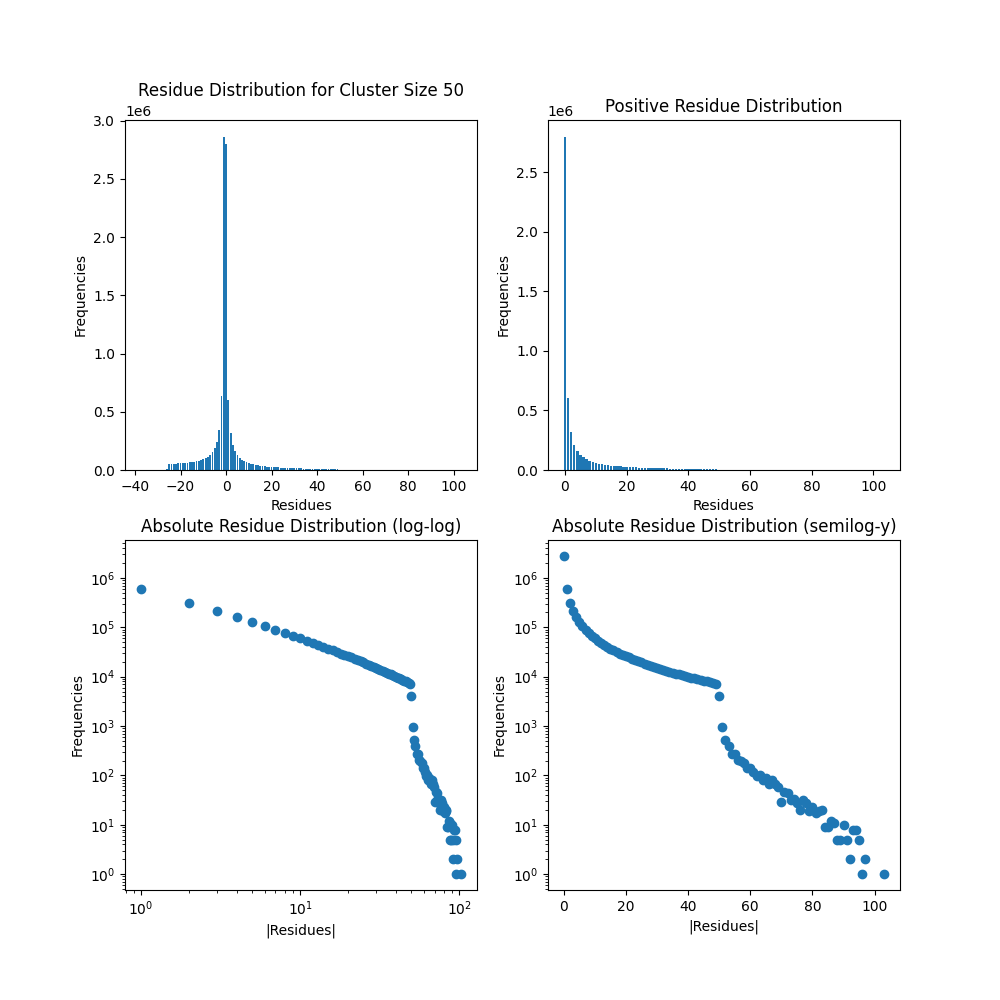 Residue Distribution for Cluster Size 50
1e6
3.0
2.5
2.0
1.5
1.0
0.5
0.0
Frequencies
−40 −20 0 20 40 60 80 100
Residues
Positive Residue Distribution
1e6
2.5
2.0
1.5
1.0
0.5
0.0
Frequencies
0 20 40 60 80 100
Residues
Absolute Residue Distribution (log-log)
10^6
10^5
10^4
10^3
10^2
10^1
10^0
Frequencies
10^0 10^1 10^2
|Residues|
Absolute Residue Distribution (semilog-y)
10^6
10^5
10^4
10^3
10^2
10^1
10^0
Frequencies
0 20 40 60 80 100
|Residues|